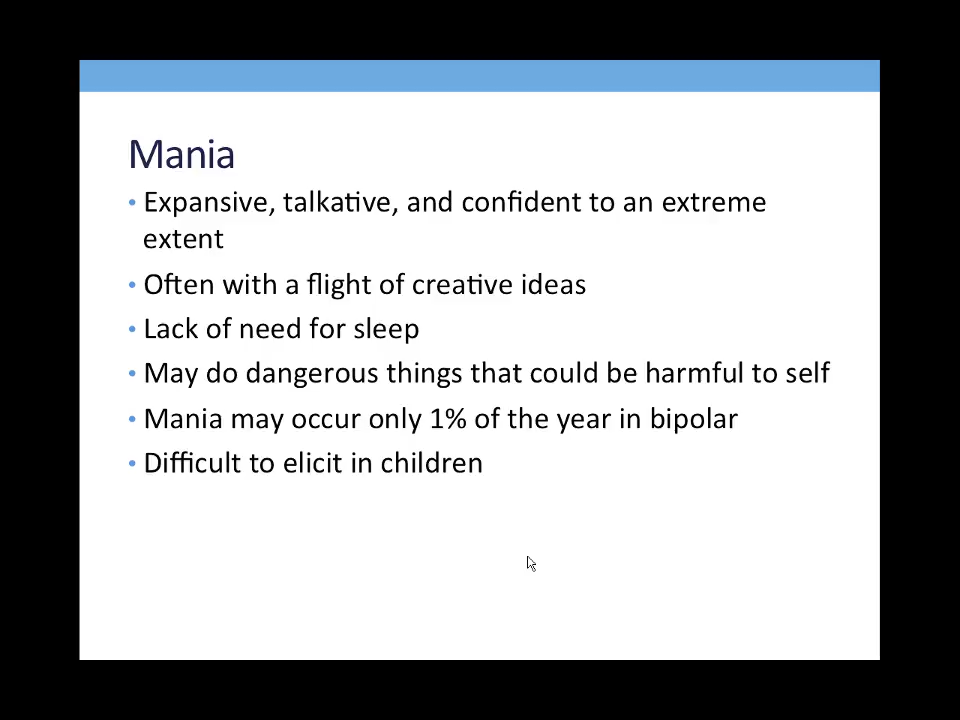 Mania
• Expansive, talkative, and confident to an extreme
extent
• Often with a flight of creative ideas
• Lack of need for sleep
• May do dangerous things that could be harmful to self
• Mania may occur only 1% of the year in bipolar
• Difficult to elicit in children